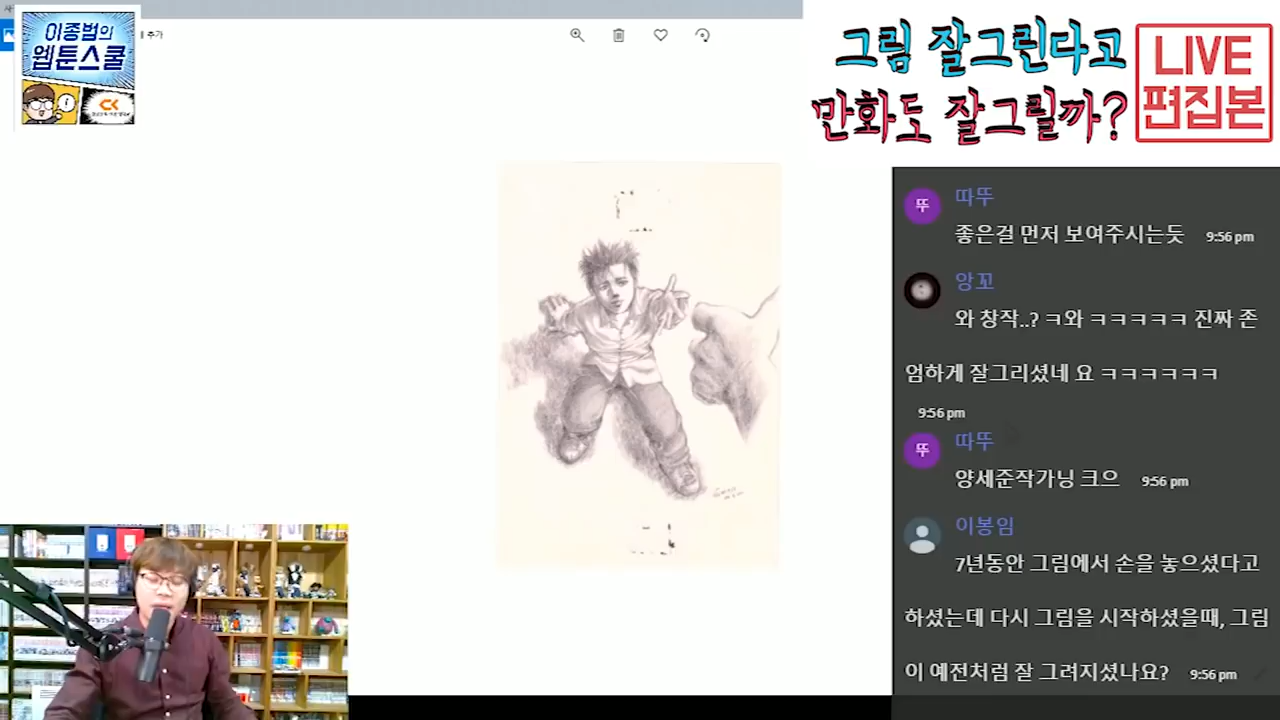 이종법의
웹툰스쿨
추가
그림 잘그린다고
만화도 잘그릴까?
LIVE
편집본
뚜
따뚜
좋은걸 먼저 보여주시는듯 9:56 pm
앙꼬
와 창작..? ㅋ와 ㅋㅋㅋㅋㅋ 진짜 존
엄하게 잘그리셨네 요 ㅋㅋㅋㅋㅋㅋ
9:56 pm
뚜
따뚜
양세준작가닝 크으 9:56 pm
이봉임
7년동안 그림에서 손을 놓으셨다고
하셨는데 다시 그림을 시작하셨을때, 그림
이 예전처럼 잘 그려지셨나요? 9:56 pm